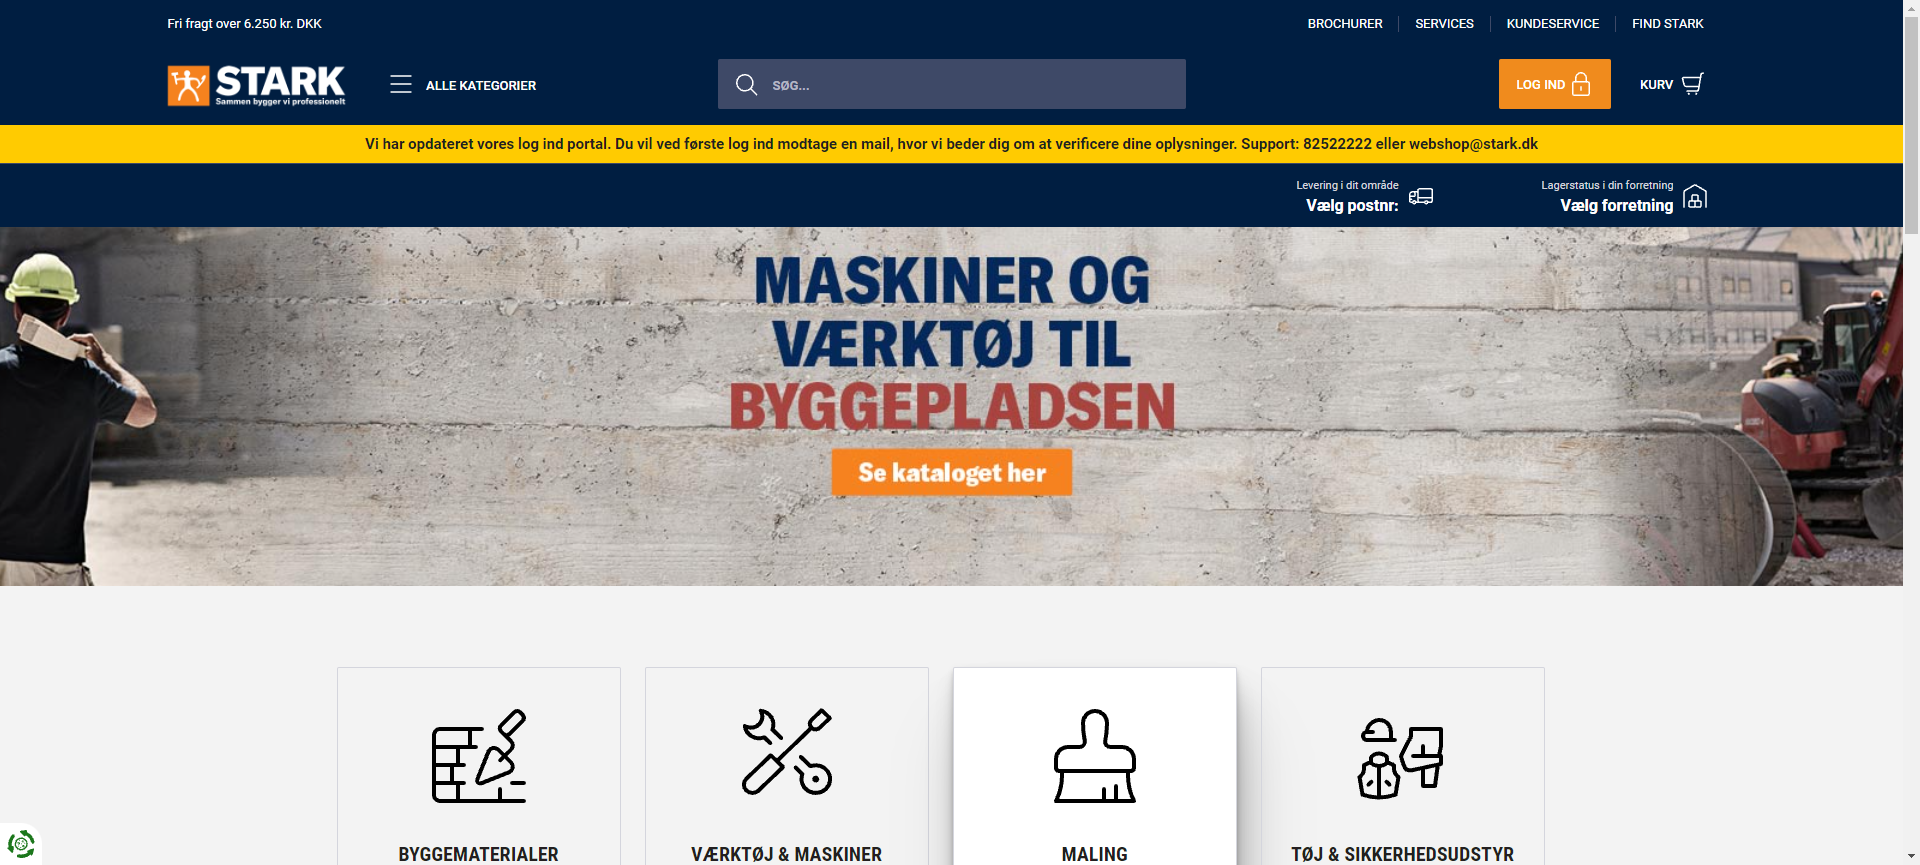 Fri fragt over 6.250 kr. DKK
BROCHURER
SERVICES
KUNDESERVICE
FIND STARK
STARK
Sammen bygger vi professionelt
ALLE KATEGORIER
SØG...
LOG IND
KURV
Vi har opdateret vores log ind portal. Du vil ved første log ind modtage en mail, hvor vi beder dig om at verificere dine oplysninger. Support: 82522222 eller webshop@stark.dk
Levering i dit område
Vælg postnr:
Lagerstatus i din forretning
Vælg forretning
MASKINER OG
VÆRKTØJ TIL
BYGGEPLADSEN
Se kataloget her
BYGGEMATERIALER
VÆRKTØJ & MASKINER
MALING
TØJ & SIKKERHEDSUDSTYR